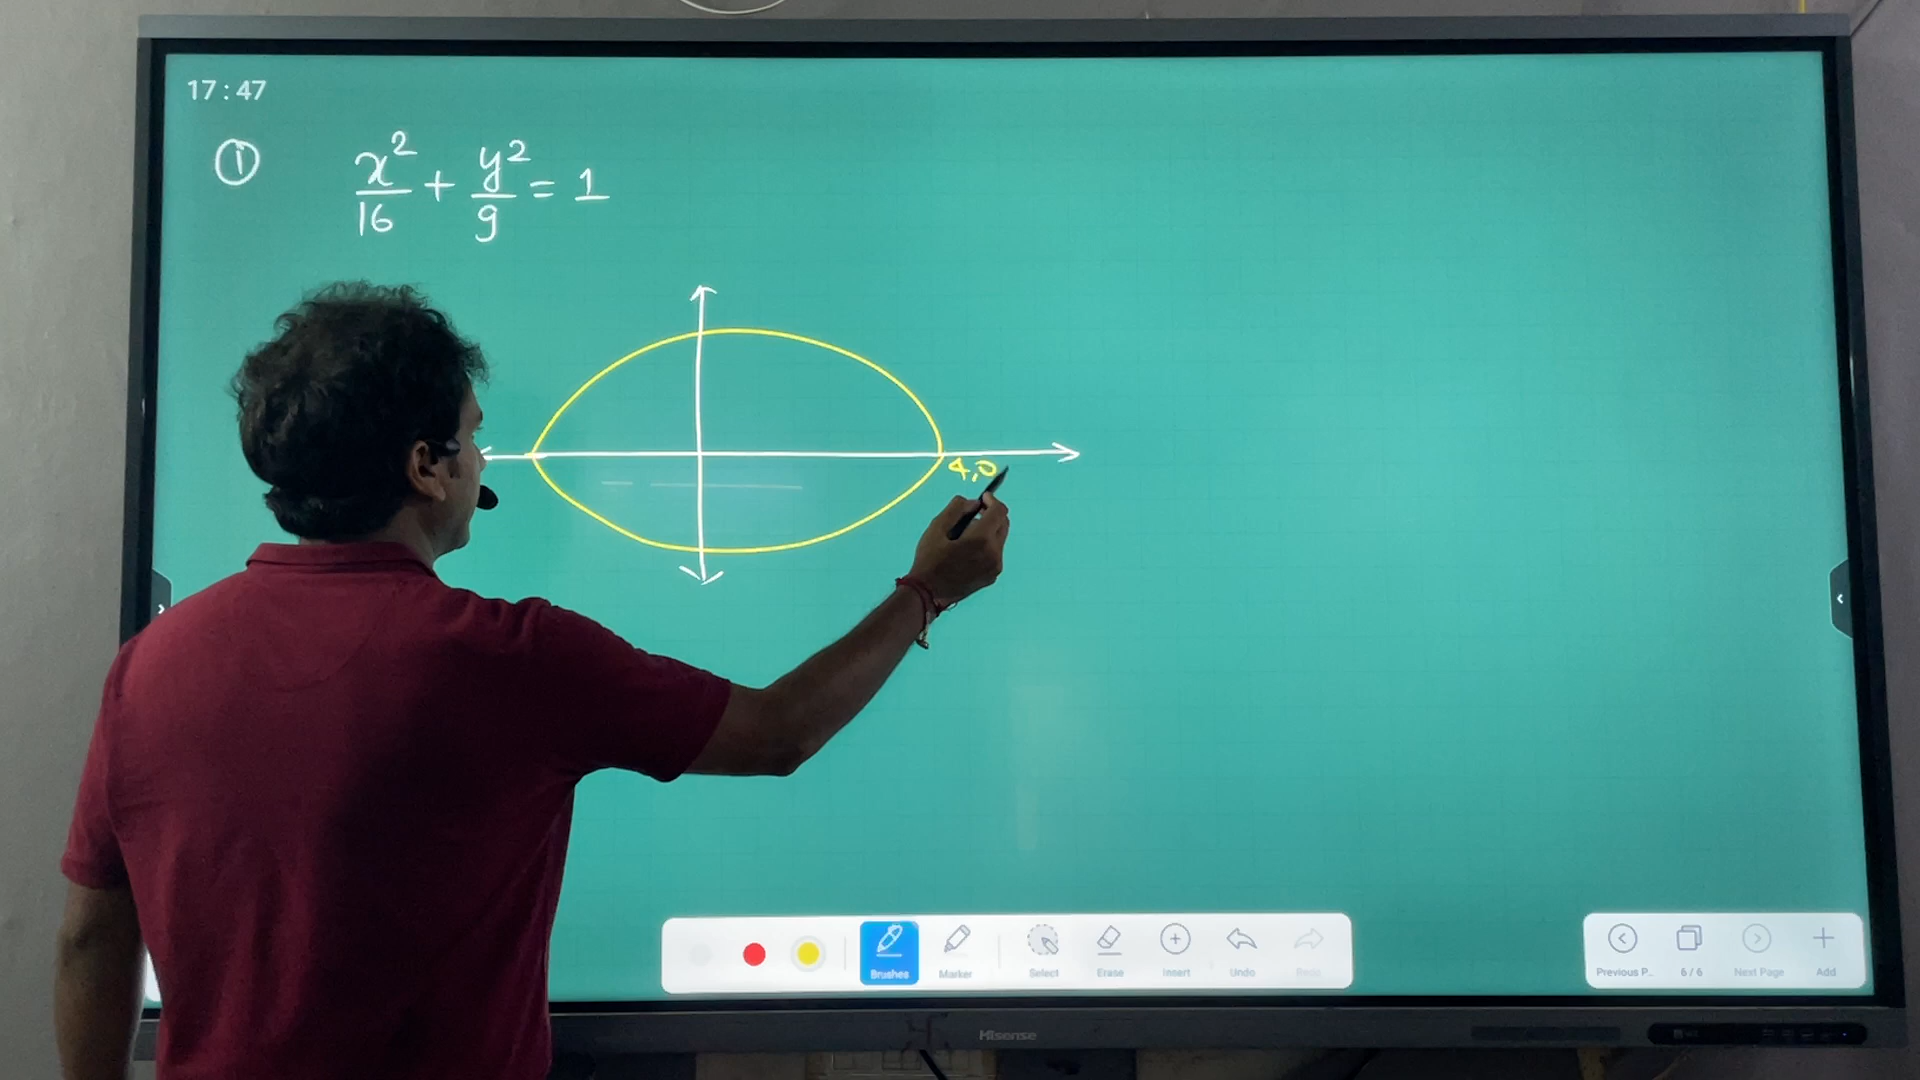 17:47
① x²/16 + y²/9 = 1
4,0
Brushes Marker Select Erase Insert Undo Redo
Previous P.. 6/6 Next Page Add
Hisense